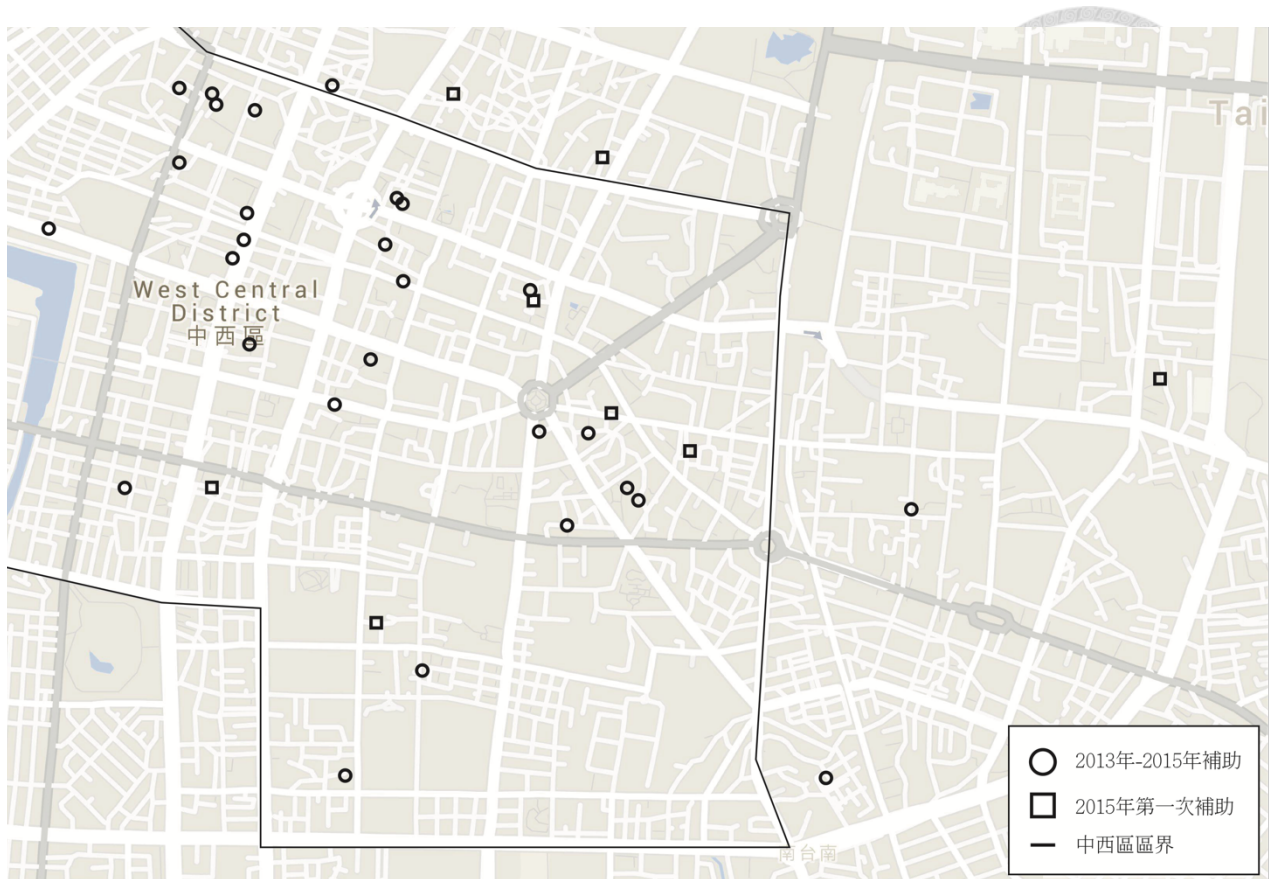 Tai
West Central
District
中西區
南台南
2013年-2015年補助
2015年第一次補助
中西區區界